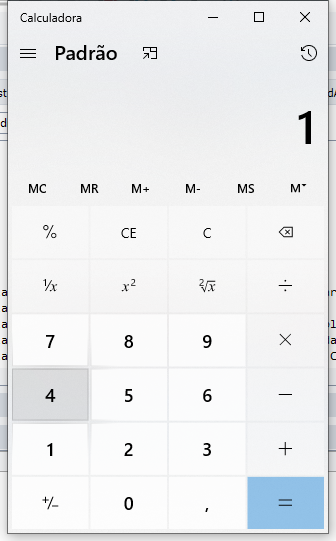 Calculadora
Padrão
1
MC MR M+ M- MS M˅
% CE C
¹/x x² ²√x ÷
7 8 9 ×
4 5 6 −
1 2 3 +
+/− 0 , =